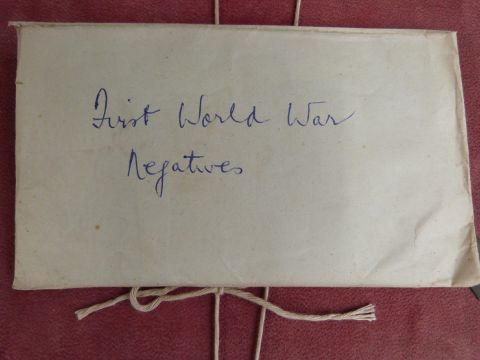 First World War
Negatives